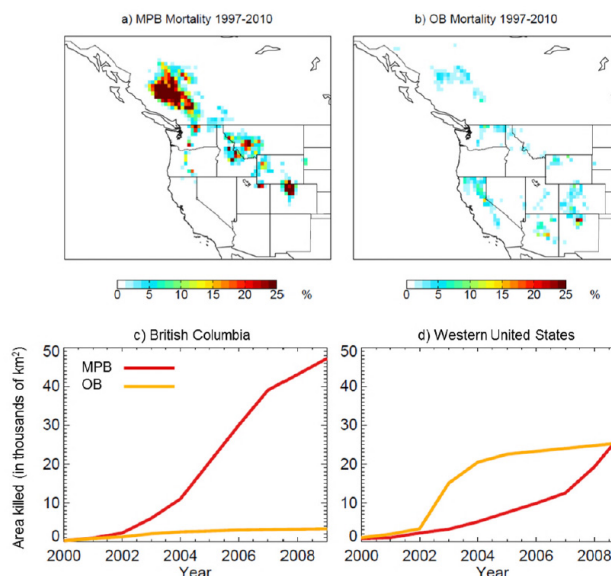 a) MPB Mortality 1997-2010
b) OB Mortality 1997-2010
0 5 10 15 20 25 %
0 5 10 15 20 25 %
c) British Columbia
d) Western United States
Area killed (in thousands of km²)
50
40
30
20
10
0
MPB
OB
2000 2002 2004 2006 2008
Year
50
40
30
20
10
0
2000 2002 2004 2006 2008
Year